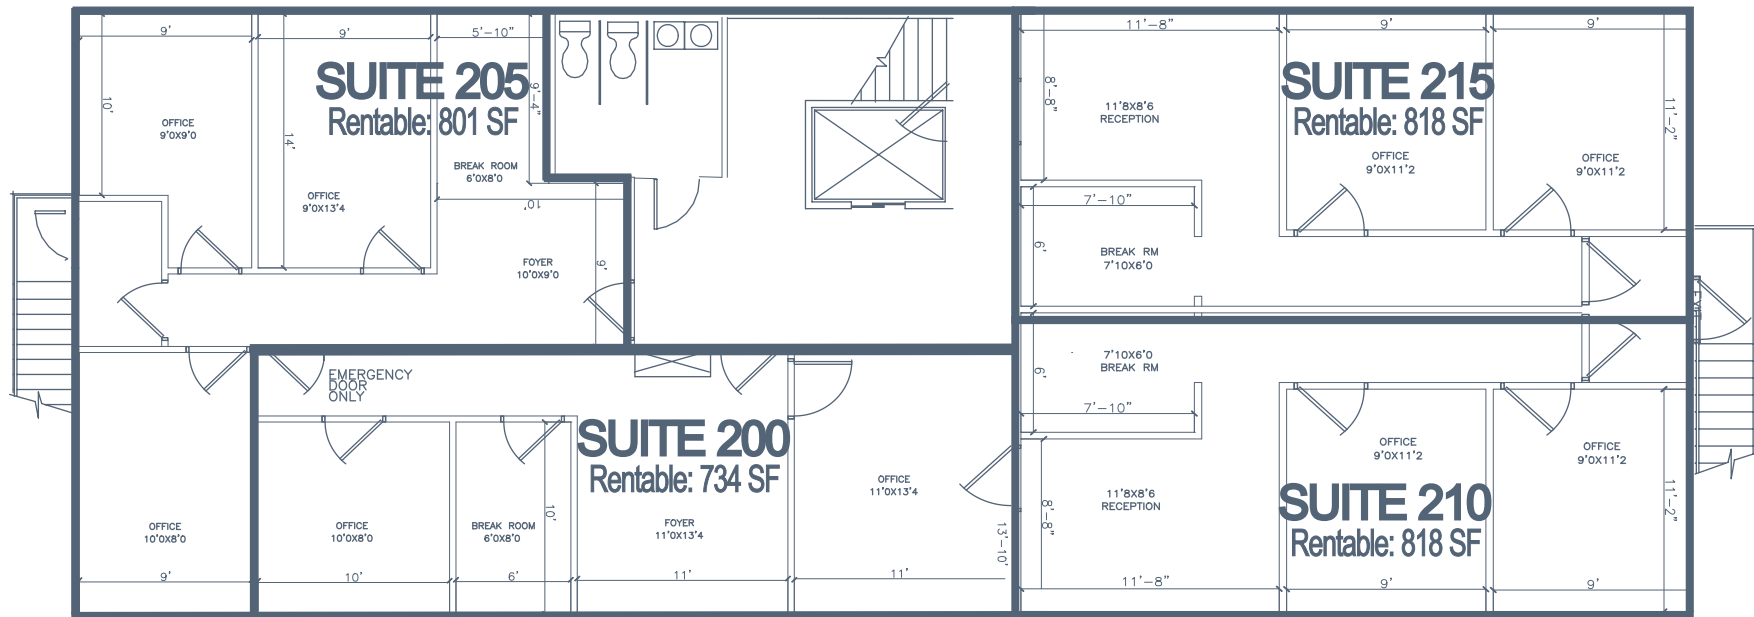 9'
9'
5'-10"
SUITE 205
Rentable: 801 SF
10'
14'
9'-4"
OFFICE
9'0X9'0
OFFICE
9'0X13'4
BREAK ROOM
6'0X8'0
10'
FOYER
10'0X9'0
9'
11'-8"
9'
9'
SUITE 215
Rentable: 818 SF
8'-8"
11'8X8'6
RECEPTION
11'-2"
OFFICE
9'0X11'2
OFFICE
9'0X11'2
7'-10"
6'
BREAK RM
7'10X6'0
EMERGENCY
DOOR
ONLY
SUITE 200
Rentable: 734 SF
OFFICE
10'0X8'0
OFFICE
10'0X8'0
BREAK ROOM
6'0X8'0
10'
FOYER
11'0X13'4
OFFICE
11'0X13'4
13'-10'
9'
10'
6'
11'
11'
7'10X6'0
BREAK RM
6'
7'-10"
8'-8"
11'8X8'6
RECEPTION
OFFICE
9'0X11'2
OFFICE
9'0X11'2
SUITE 210
Rentable: 818 SF
11'-2"
11'-8"
9'
9'